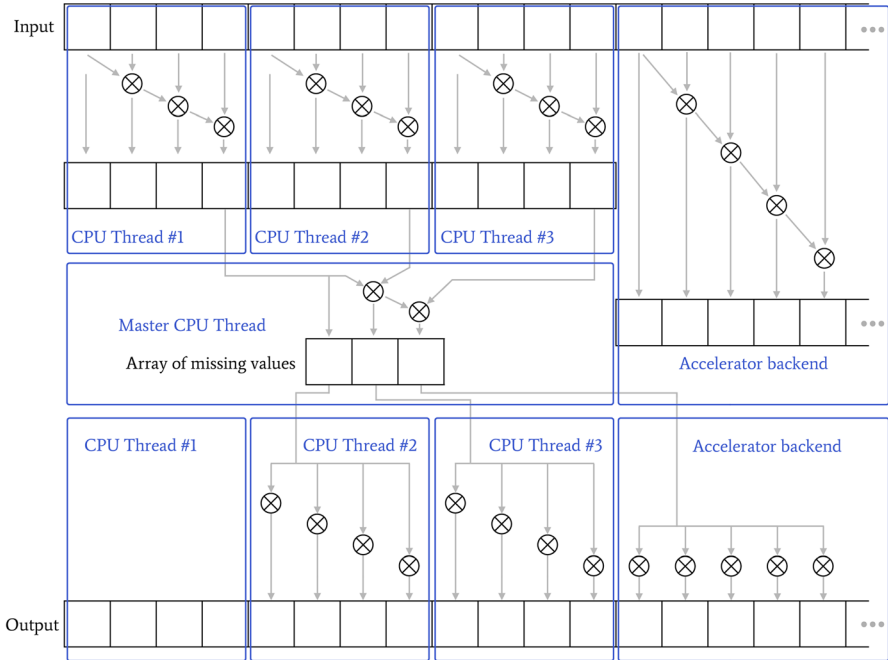 Input
CPU Thread #1
CPU Thread #2
CPU Thread #3
Master CPU Thread
Array of missing values
Accelerator backend
CPU Thread #1
CPU Thread #2
CPU Thread #3
Accelerator backend
Output